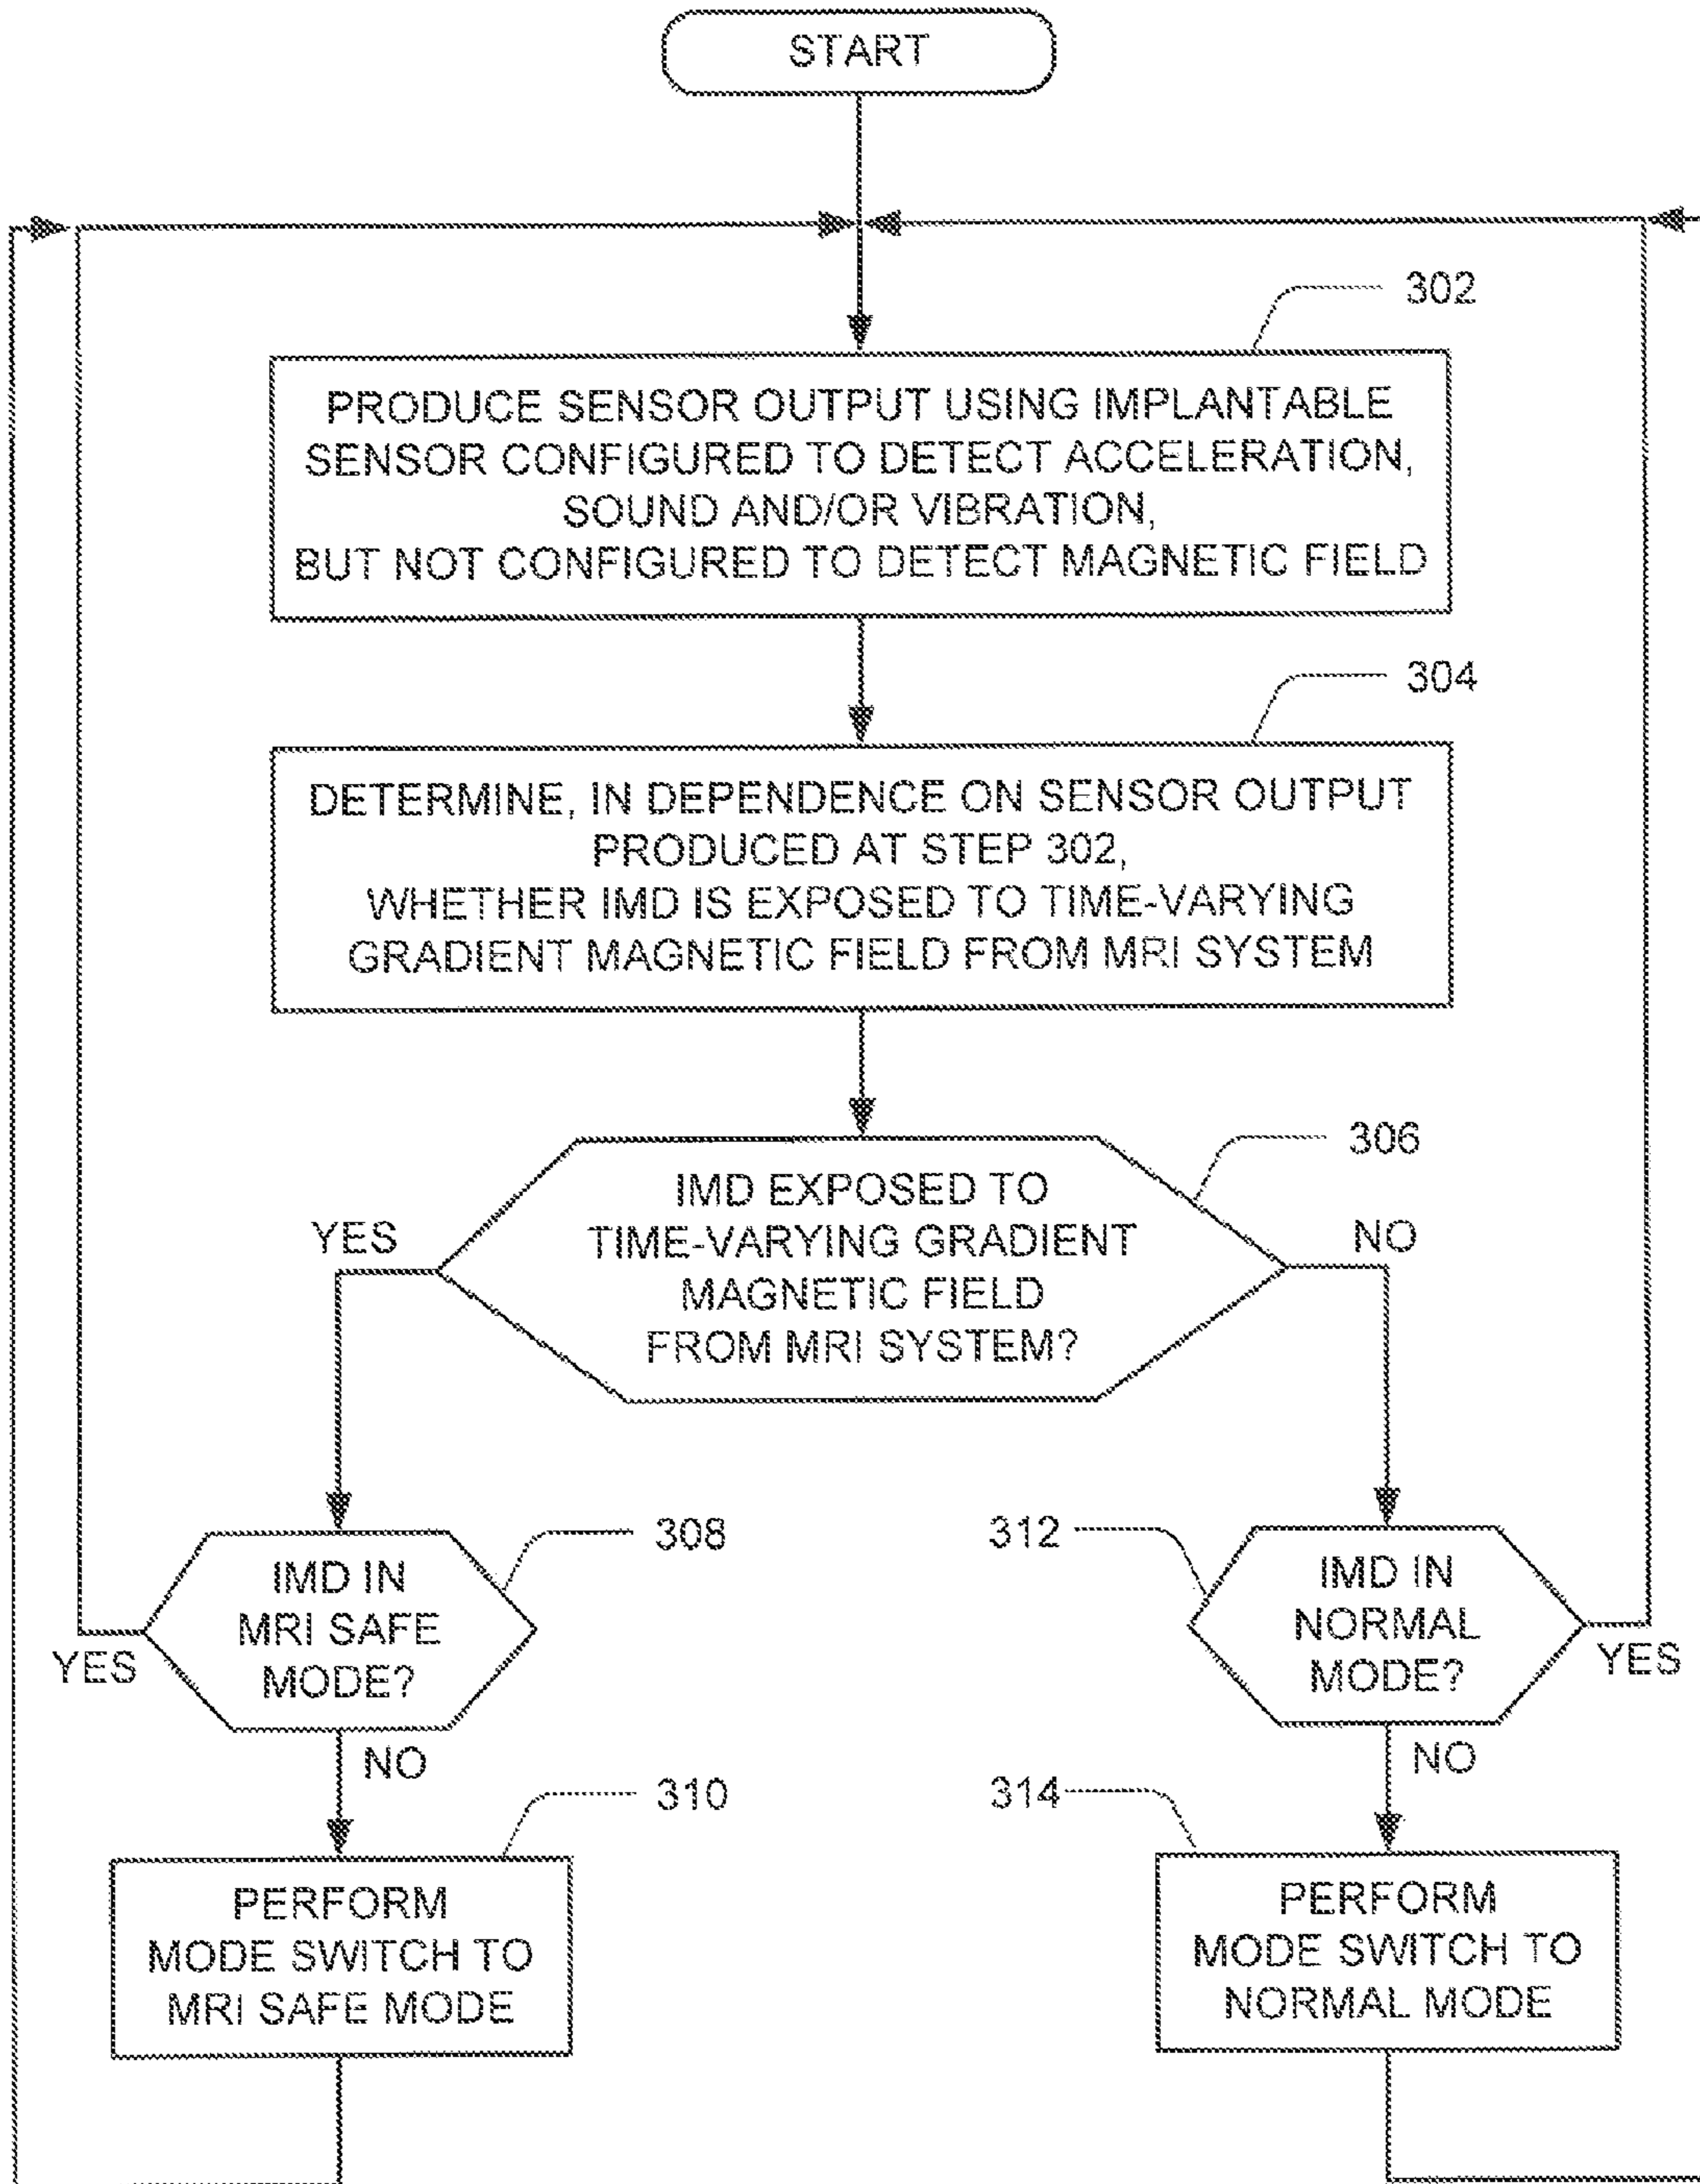 START
302
PRODUCE SENSOR OUTPUT USING IMPLANTABLE
SENSOR CONFIGURED TO DETECT ACCELERATION,
SOUND AND/OR VIBRATION,
BUT NOT CONFIGURED TO DETECT MAGNETIC FIELD
304
DETERMINE, IN DEPENDENCE ON SENSOR OUTPUT
PRODUCED AT STEP 302,
WHETHER IMD IS EXPOSED TO TIME-VARYING
GRADIENT MAGNETIC FIELD FROM MRI SYSTEM
306
IMD EXPOSED TO
TIME-VARYING GRADIENT
MAGNETIC FIELD
FROM MRI SYSTEM?
YES
NO
308
IMD IN
MRI SAFE
MODE?
YES
NO
310
PERFORM
MODE SWITCH TO
MRI SAFE MODE
312
IMD IN
NORMAL
MODE?
YES
NO
314
PERFORM
MODE SWITCH TO
NORMAL MODE